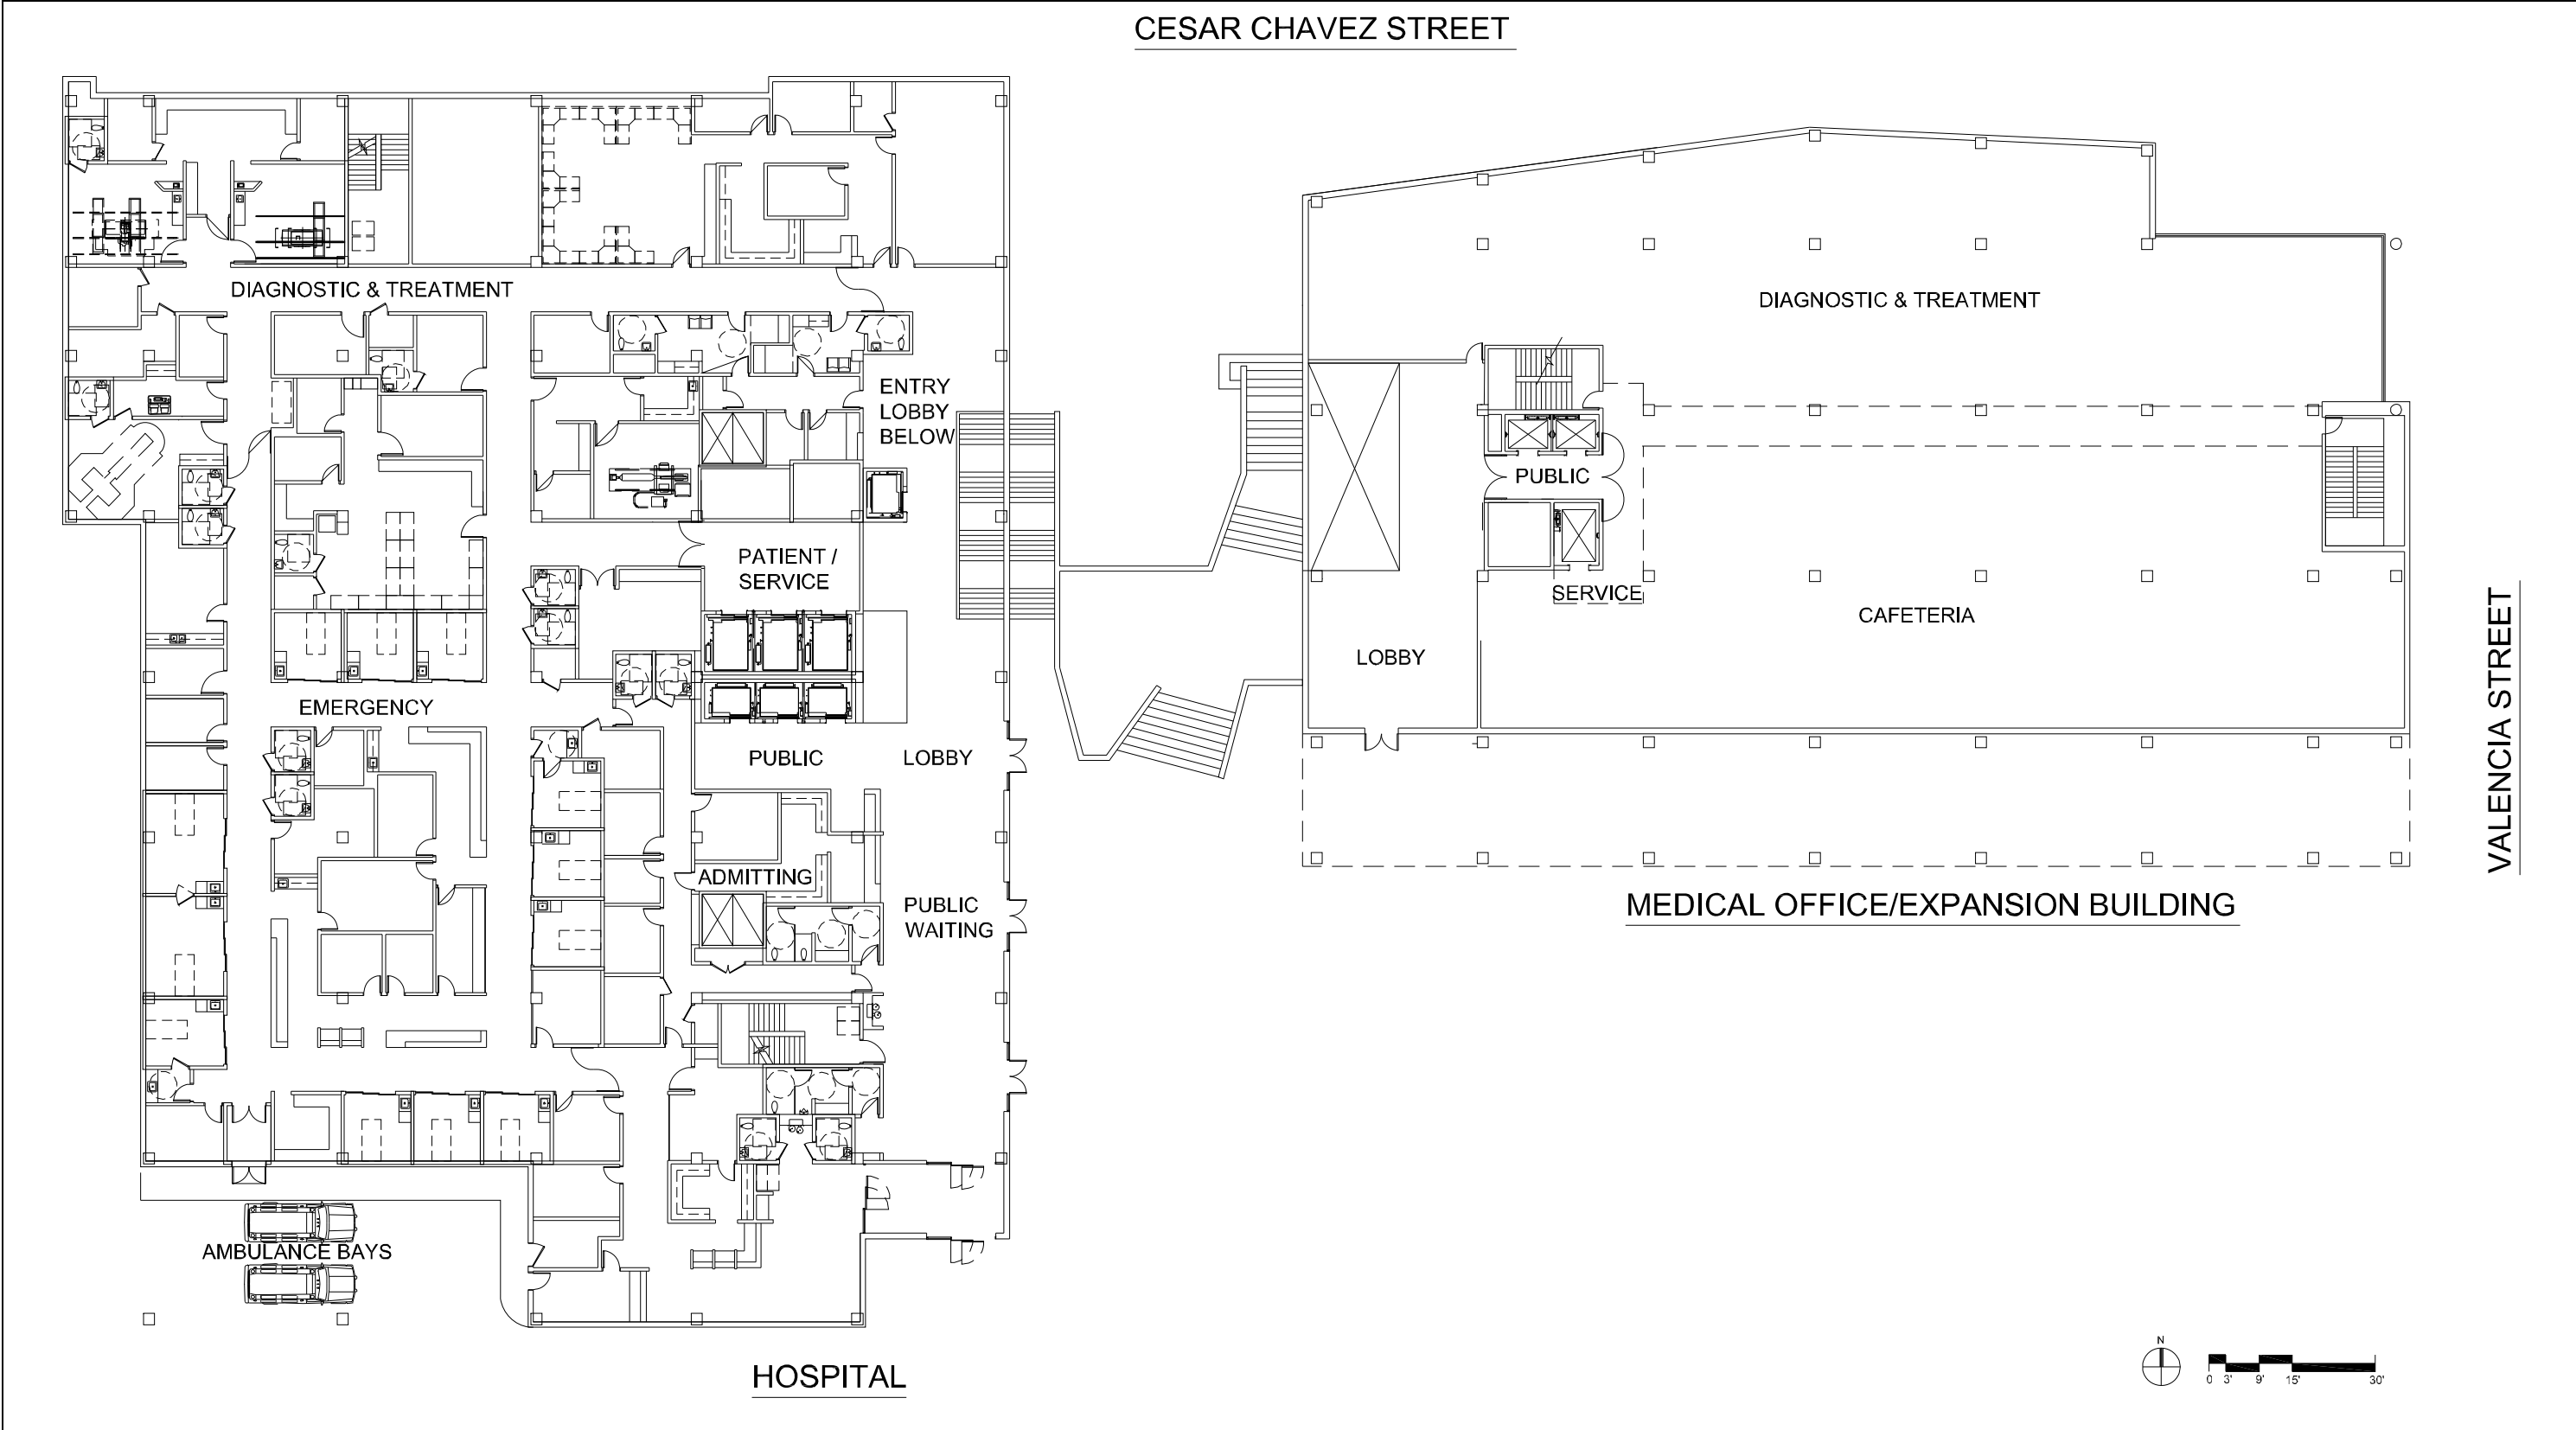 CESAR CHAVEZ STREET
DIAGNOSTIC & TREATMENT
ENTRY
LOBBY
BELOW
PATIENT /
SERVICE
EMERGENCY
PUBLIC
LOBBY
ADMITTING
PUBLIC
WAITING
AMBULANCE BAYS
HOSPITAL
DIAGNOSTIC & TREATMENT
PUBLIC
SERVICE
CAFETERIA
LOBBY
MEDICAL OFFICE/EXPANSION BUILDING
VALENCIA STREET
N
0 3' 9' 15' 30'